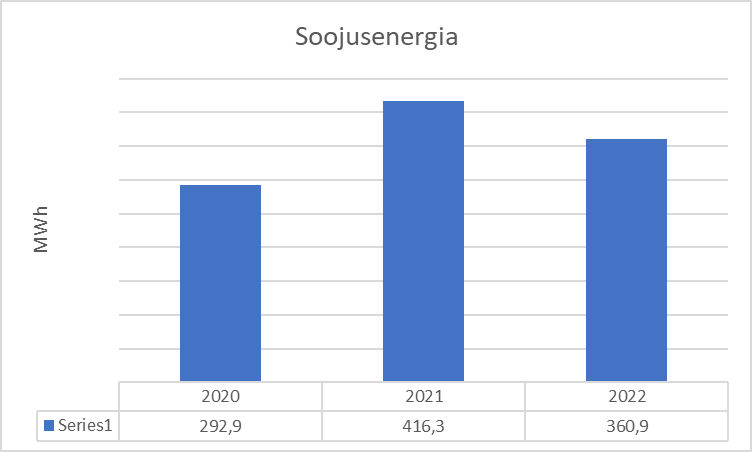 Soojusenergia
MWh
2020 2021 2022
Series1 292,9 416,3 360,9